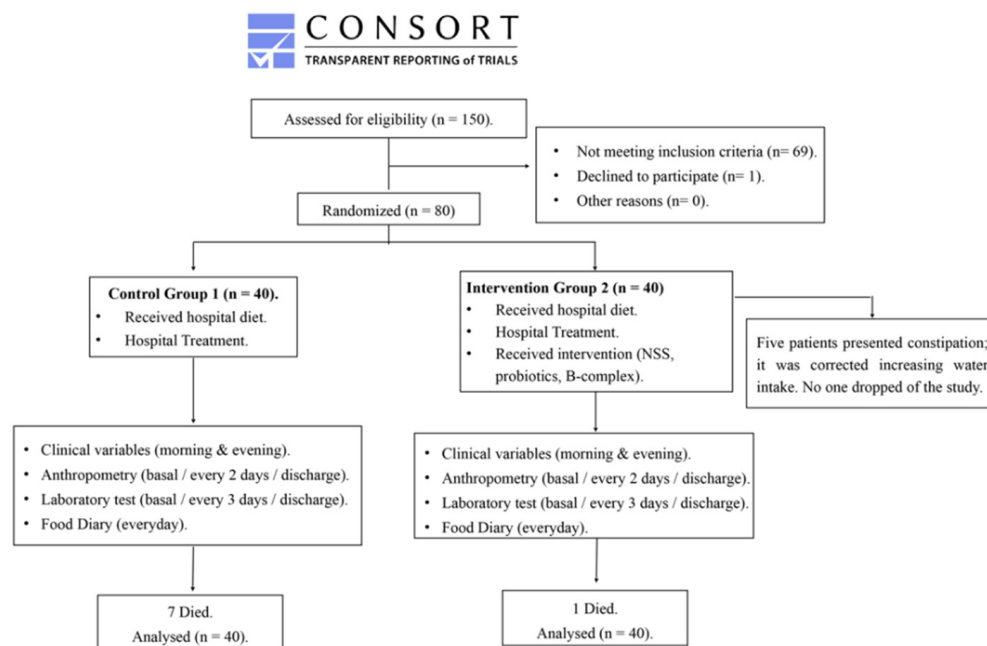 CONSORT
TRANSPARENT REPORTING of TRIALS
Assessed for eligibility (n = 150).
• Not meeting inclusion criteria (n= 69).
• Declined to participate (n= 1).
• Other reasons (n= 0).
Randomized (n = 80)
Control Group 1 (n = 40).
• Received hospital diet.
• Hospital Treatment.
Intervention Group 2 (n = 40)
• Received hospital diet.
• Hospital Treatment.
• Received intervention (NSS,
probiotics, B-complex).
Five patients presented constipation;
it was corrected increasing water
intake. No one dropped of the study.
• Clinical variables (morning & evening).
• Anthropometry (basal / every 2 days / discharge).
• Laboratory test (basal / every 3 days / discharge).
• Food Diary (everyday).
• Clinical variables (morning & evening).
• Anthropometry (basal / every 2 days / discharge).
• Laboratory test (basal / every 3 days / discharge).
• Food Diary (everyday).
7 Died.
Analysed (n = 40).
1 Died.
Analysed (n = 40).